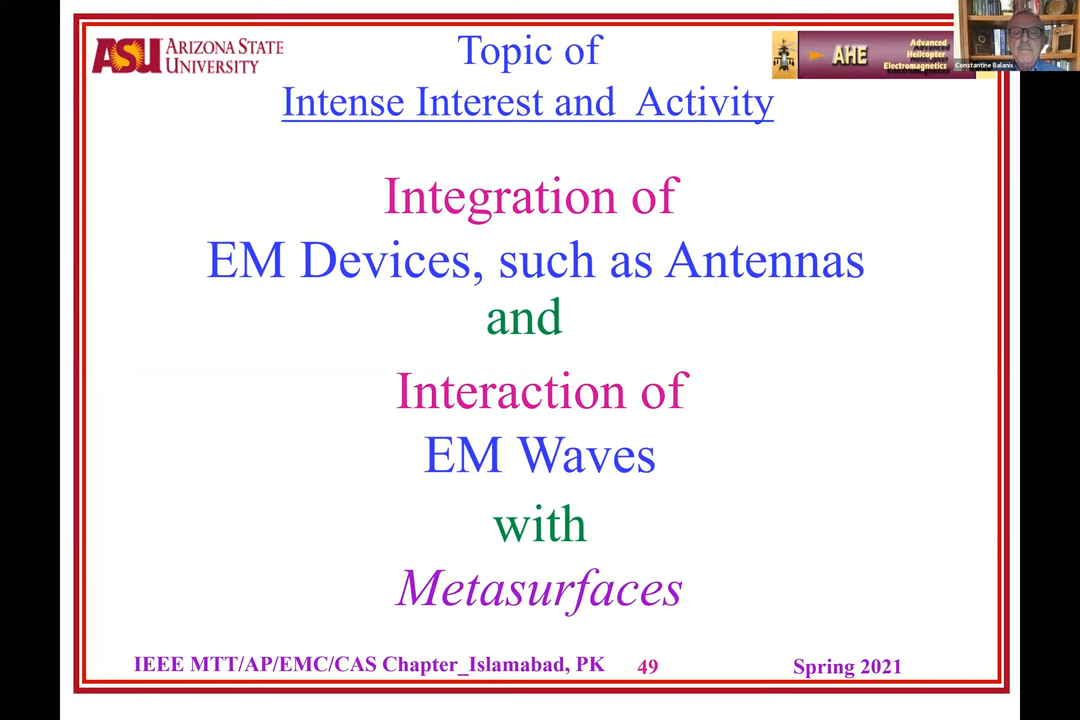 ASU ARIZONA STATE UNIVERSITY
Topic of
Intense Interest and Activity
AHE
Advanced
Helicopter
Electromagnetics
Constantine Balanis
Integration of
EM Devices, such as Antennas
and
Interaction of
EM Waves
with
Metasurfaces
IEEE MTT/AP/EMC/CAS Chapter_Islamabad, PK 49 Spring 2021